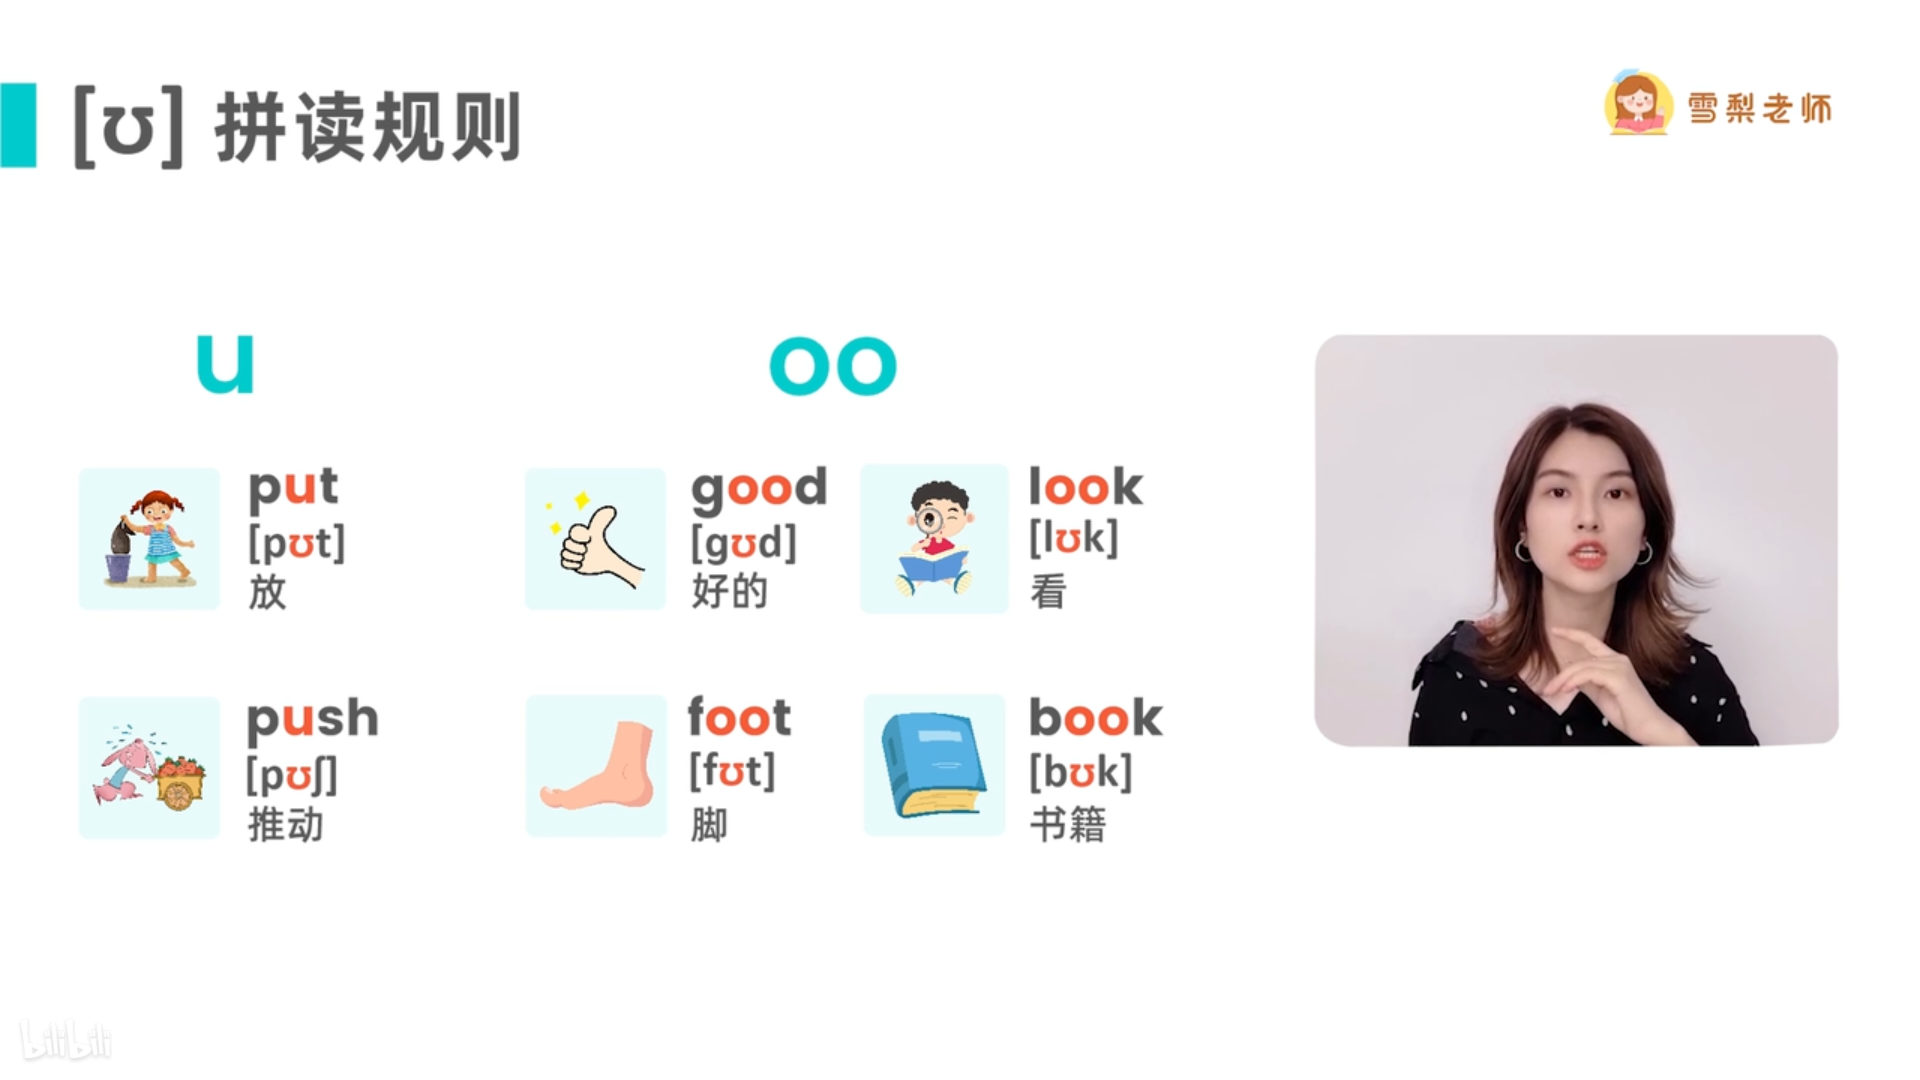 [ʊ] 拼读规则
雪梨老师
u
oo
put
[pʊt]
放
good
[gʊd]
好的
look
[lʊk]
看
push
[pʊʃ]
推动
foot
[fʊt]
脚
book
[bʊk]
书籍
bilibili